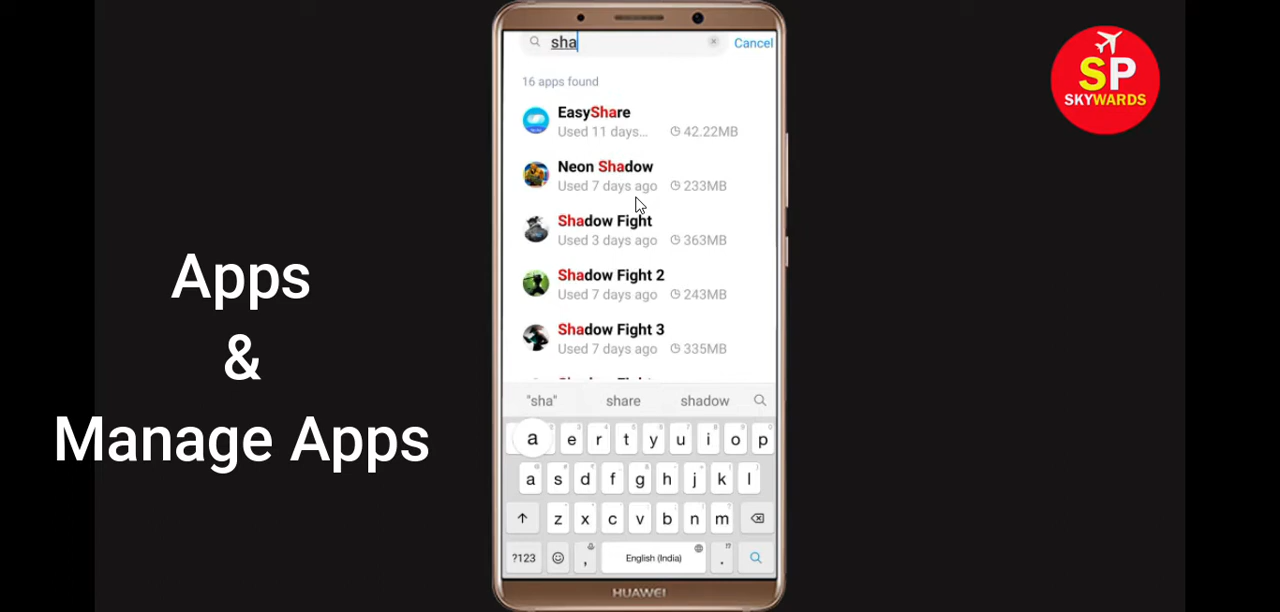 sha
Cancel
16 apps found
EasyShare
Used 11 days... 42.22MB
Neon Shadow
Used 7 days ago 233MB
Shadow Fight
Used 3 days ago 363MB
Shadow Fight 2
Used 7 days ago 243MB
Shadow Fight 3
Used 7 days ago 335MB
"sha" share shadow
a e r t y u i o p
a s d f g h j k l
z x c v b n m
?123 , English (India) .
HUAWEI
Apps
&
Manage Apps
SP
SKYWARDS